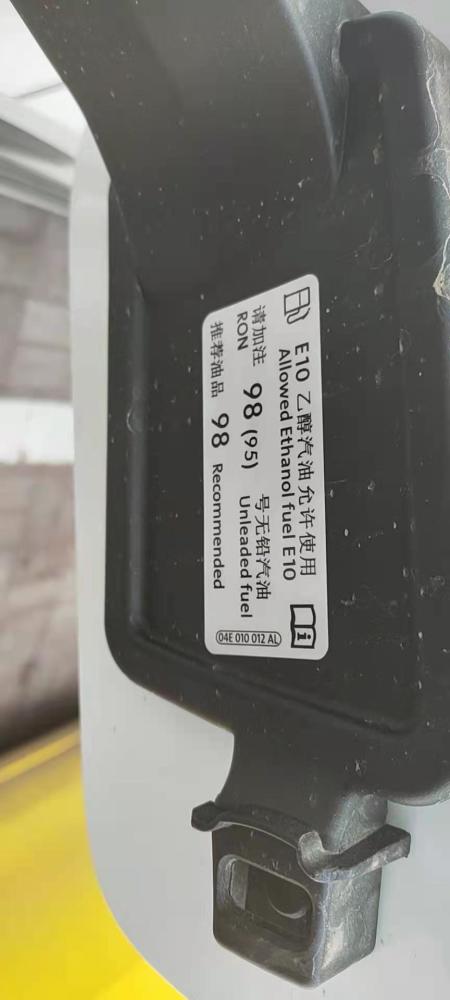 E10 乙醇汽油允许使用
Allowed Ethanol fuel E10
请加注 98 (95) 号无铅汽油
RON Unleaded fuel
推荐油品 98 Recommended
04E 010 012 AL